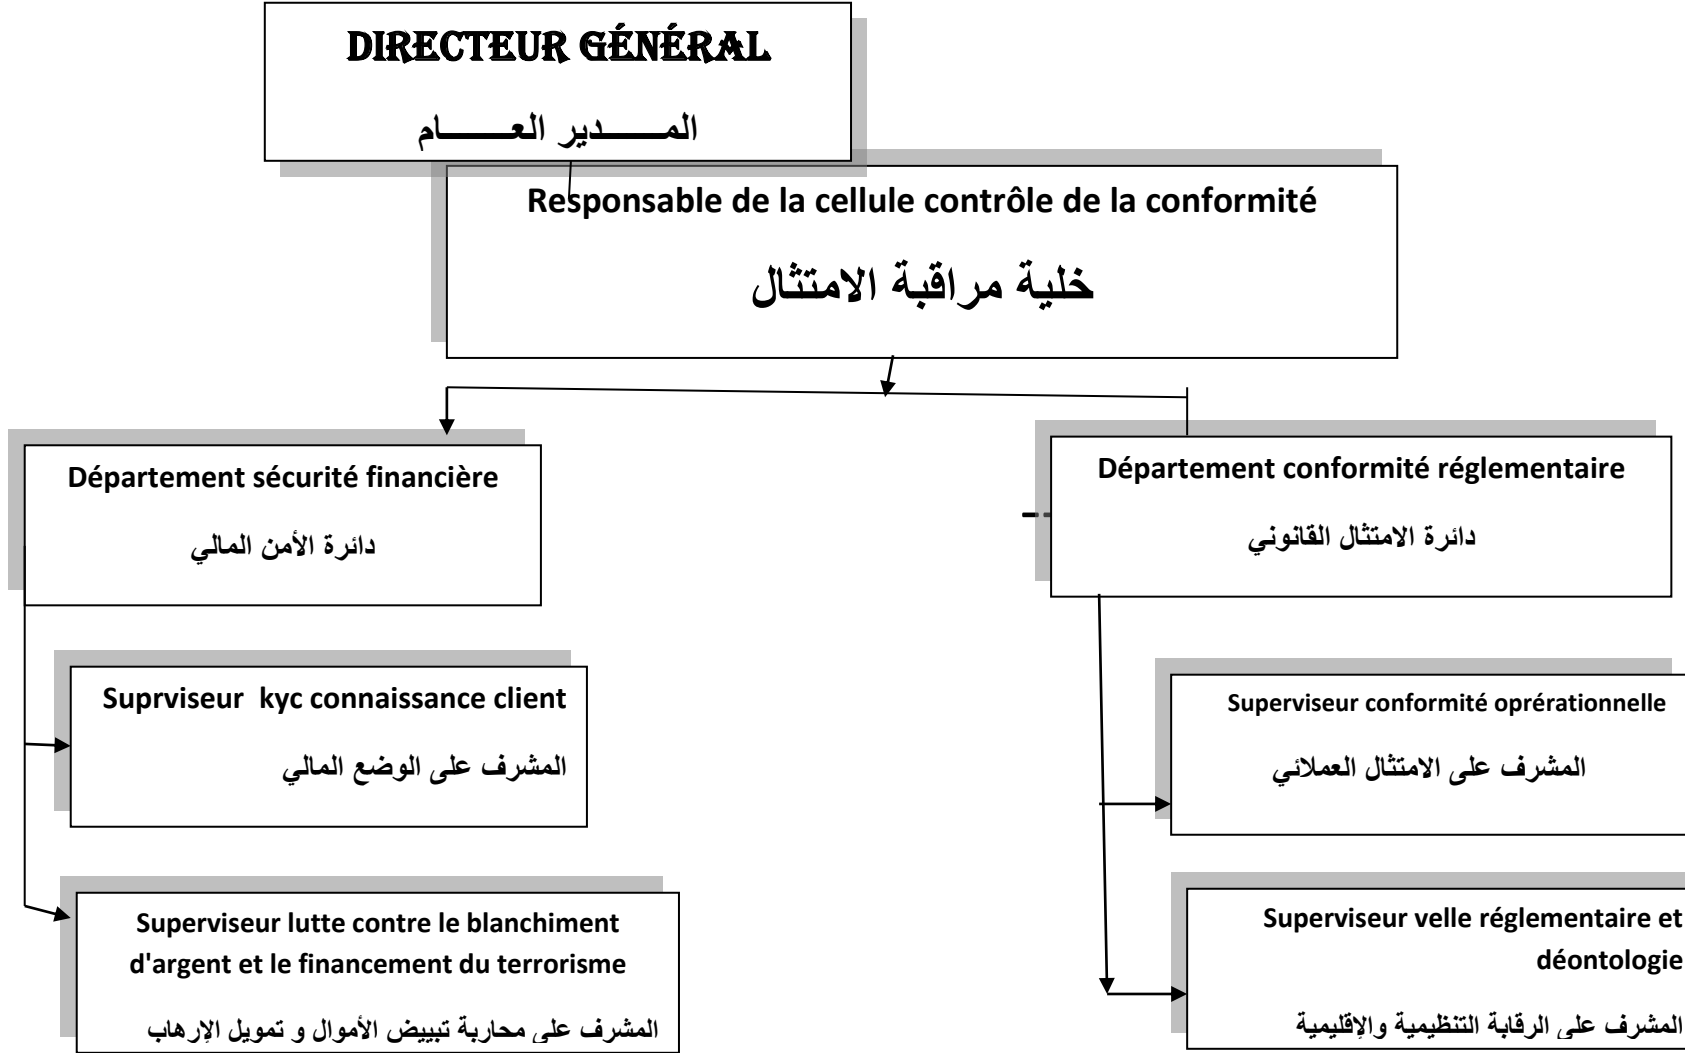 DIRECTEUR GÉNÉRAL
المـــــــدير العـــــــام
Responsable de la cellule contrôle de la conformité
خلية مراقبة الامتثال
Département sécurité financière
دائرة الأمن المالي
Département conformité réglementaire
دائرة الامتثال القانوني
Suprviseur kyc connaissance client
المشرف على الوضع المالي
Superviseur conformité oprérationnelle
المشرف على الامتثال العملائي
Superviseur lutte contre le blanchiment
d'argent et le financement du terrorisme
المشرف على محاربة تبييض الأموال و تمويل الإرهاب
Superviseur velle réglementaire et
déontologie
المشرف على الرقابة التنظيمية والإقليمية